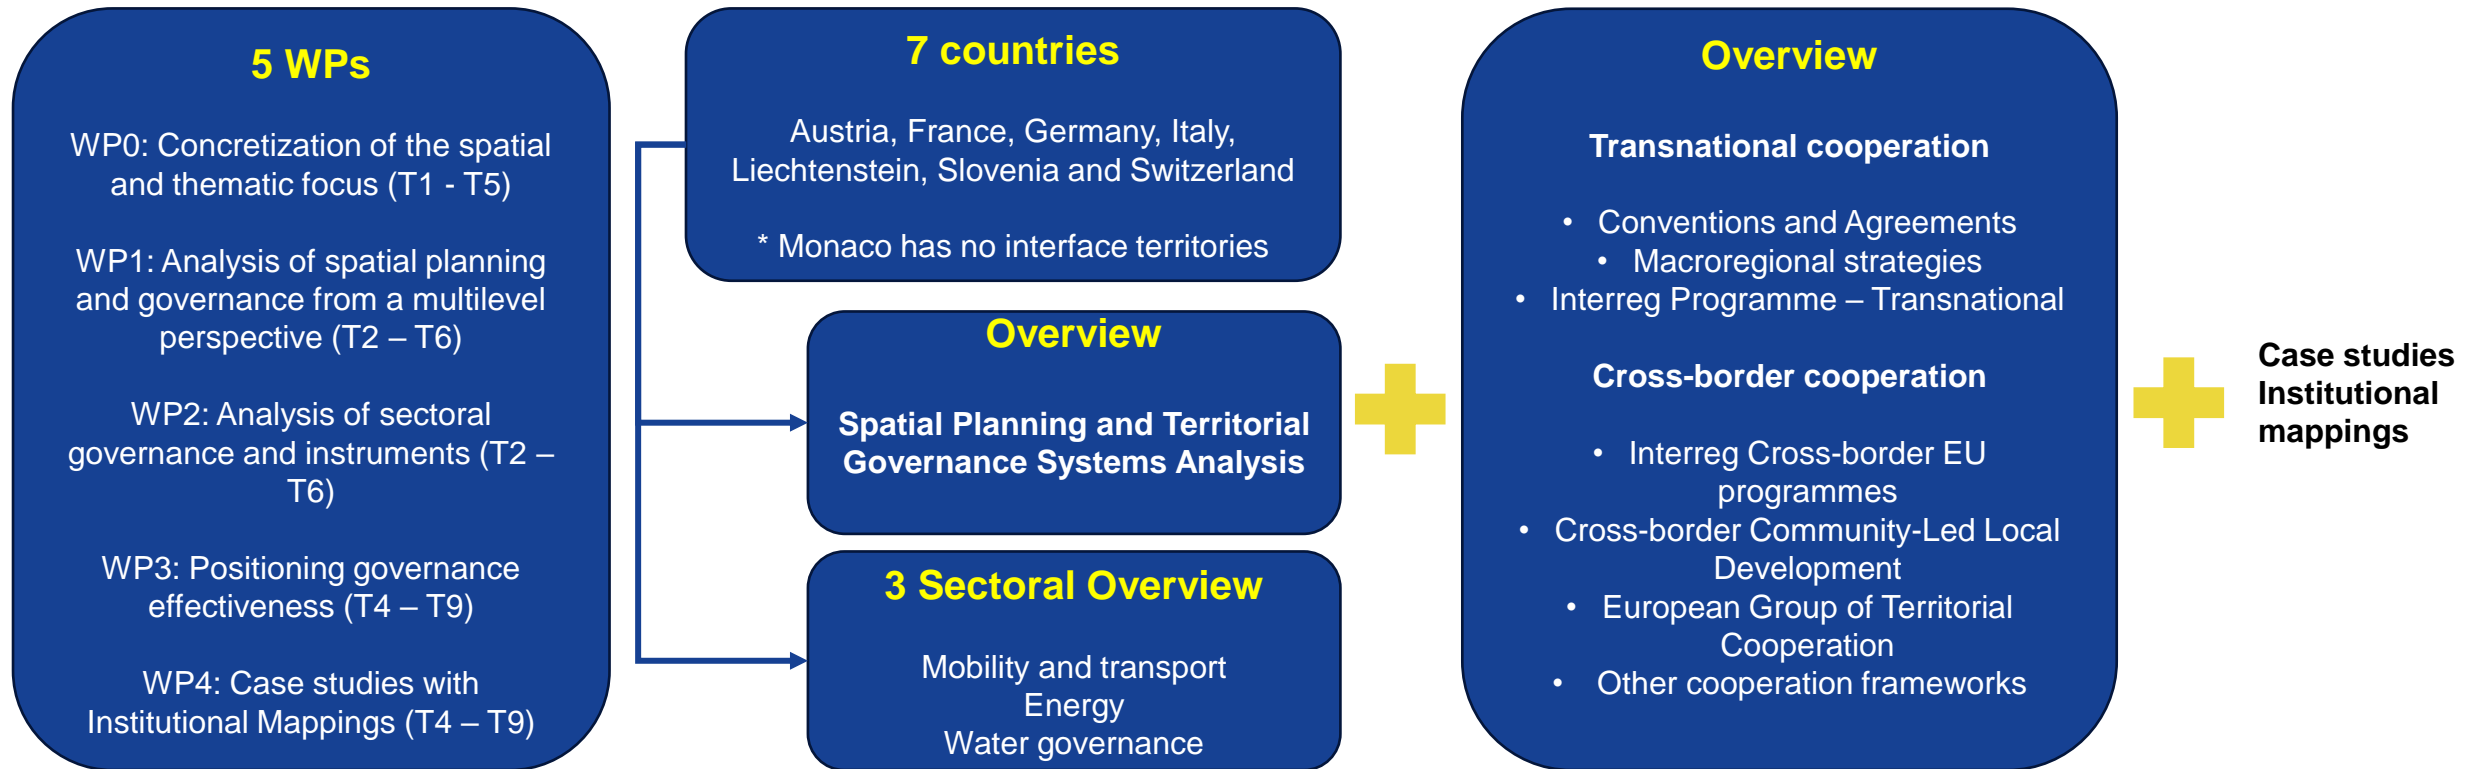 5 WPs
WP0: Concretization of the spatial
and thematic focus (T1 - T5)
WP1: Analysis of spatial planning
and governance from a multilevel
perspective (T2 – T6)
WP2: Analysis of sectoral
governance and instruments (T2 –
T6)
WP3: Positioning governance
effectiveness (T4 – T9)
WP4: Case studies with
Institutional Mappings (T4 – T9)
7 countries
Austria, France, Germany, Italy,
Liechtenstein, Slovenia and Switzerland
* Monaco has no interface territories
Overview
Spatial Planning and Territorial
Governance Systems Analysis
3 Sectoral Overview
Mobility and transport
Energy
Water governance
Overview
Transnational cooperation
• Conventions and Agreements
• Macroregional strategies
• Interreg Programme – Transnational
Cross-border cooperation
• Interreg Cross-border EU
programmes
• Cross-border Community-Led Local
Development
• European Group of Territorial
Cooperation
• Other cooperation frameworks
Case studies
Institutional
mappings